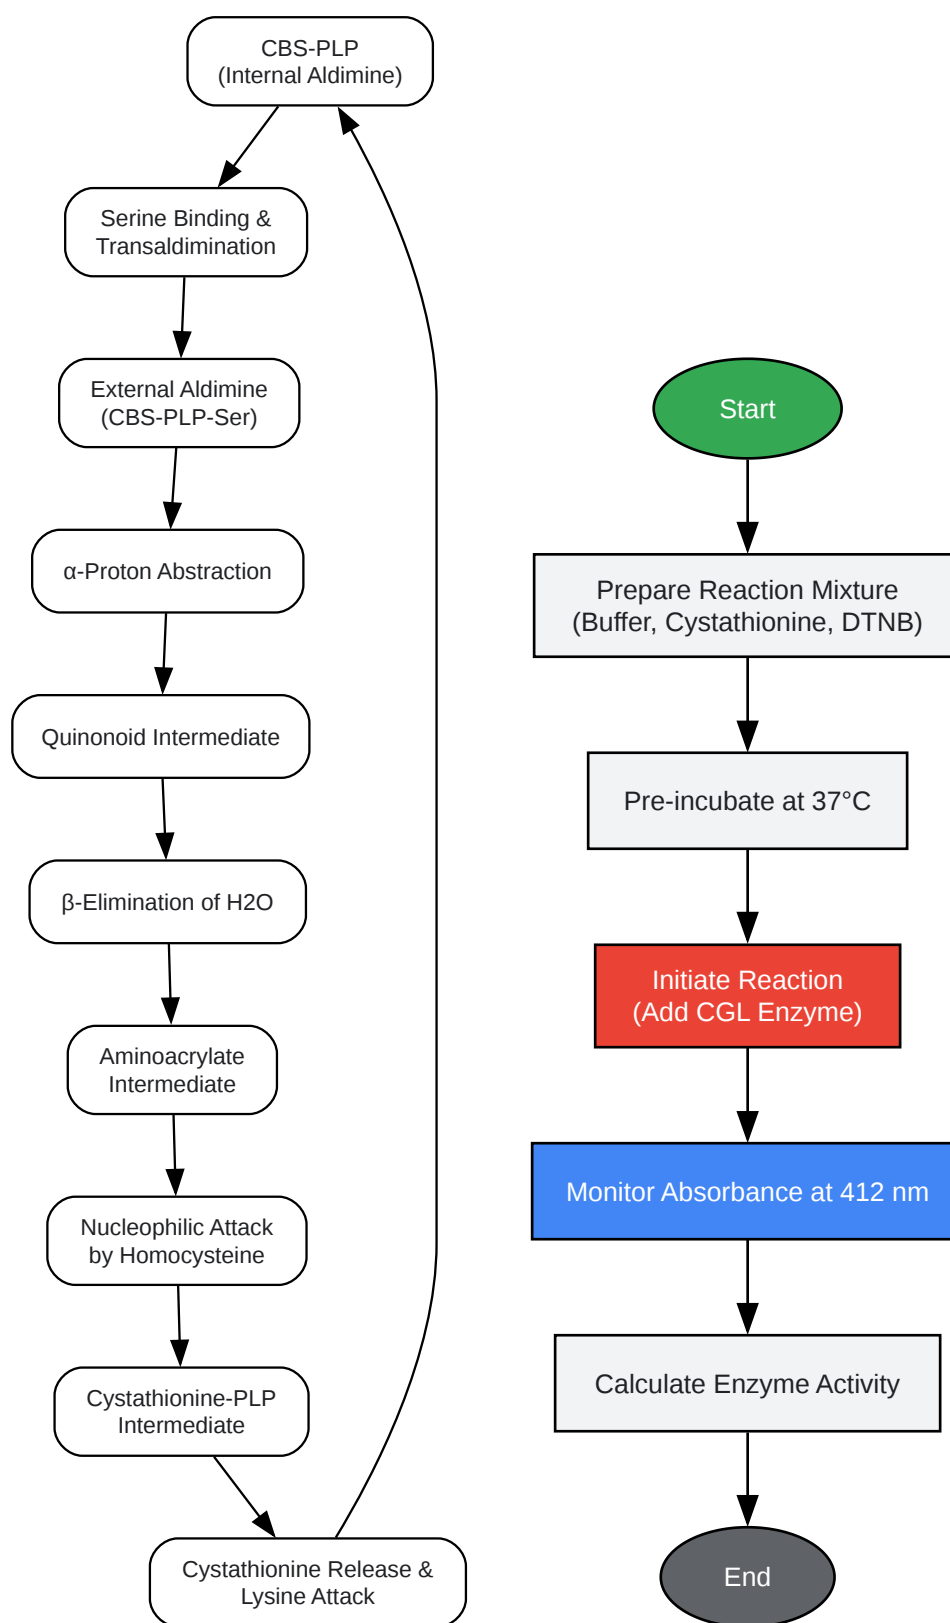 CBS-PLP
(Internal Aldimine)
Serine Binding &
Transaldimination
External Aldimine
(CBS-PLP-Ser)
α-Proton Abstraction
Quinonoid Intermediate
β-Elimination of H2O
Aminoacrylate
Intermediate
Nucleophilic Attack
by Homocysteine
Cystathionine-PLP
Intermediate
Cystathionine Release &
Lysine Attack
Start
Prepare Reaction Mixture
(Buffer, Cystathionine, DTNB)
Pre-incubate at 37°C
Initiate Reaction
(Add CGL Enzyme)
Monitor Absorbance at 412 nm
Calculate Enzyme Activity
End